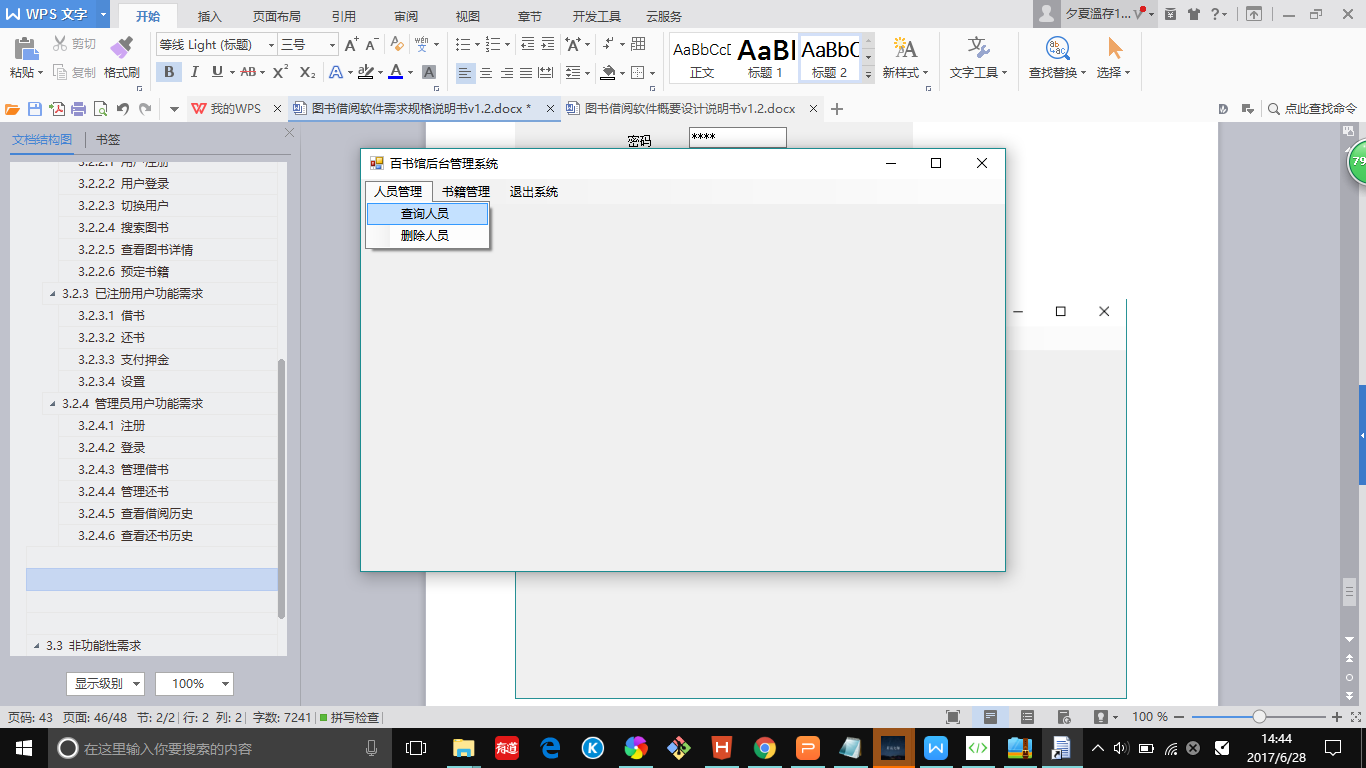 WPS 文字
开始 插入 页面布局 引用 审阅 视图 章节 开发工具 云服务
夕夏溫存1...
粘贴 剪切 复制 格式刷
等线 Light (标题) 三号
B I U AB X² X₂ A A
AaBbCcD AaBl AaBbC
正文 标题 1 标题 2
新样式 文字工具 查找替换 选择
我的WPS
图书借阅软件需求规格说明书v1.2.docx *
图书借阅软件概要设计说明书v1.2.docx
点此查找命令
文档结构图 书签
3.2.2.1 用户注册
3.2.2.2 用户登录
3.2.2.3 切换用户
3.2.2.4 搜索图书
3.2.2.5 查看图书详情
3.2.2.6 预定书籍
3.2.3 已注册用户功能需求
3.2.3.1 借书
3.2.3.2 还书
3.2.3.3 支付押金
3.2.3.4 设置
3.2.4 管理员用户功能需求
3.2.4.1 注册
3.2.4.2 登录
3.2.4.3 管理借书
3.2.4.4 管理还书
3.2.4.5 查看借阅历史
3.2.4.6 查看还书历史
3.3 非功能性需求
显示级别 100%
密码 ****
百书馆后台管理系统
人员管理 书籍管理 退出系统
查询人员
删除人员
79
页码: 43 页面: 46/48 节: 2/2 行: 2 列: 2 字数: 7241 拼写检查
100 %
在这里输入你要搜索的内容
有道
14:44
2017/6/28